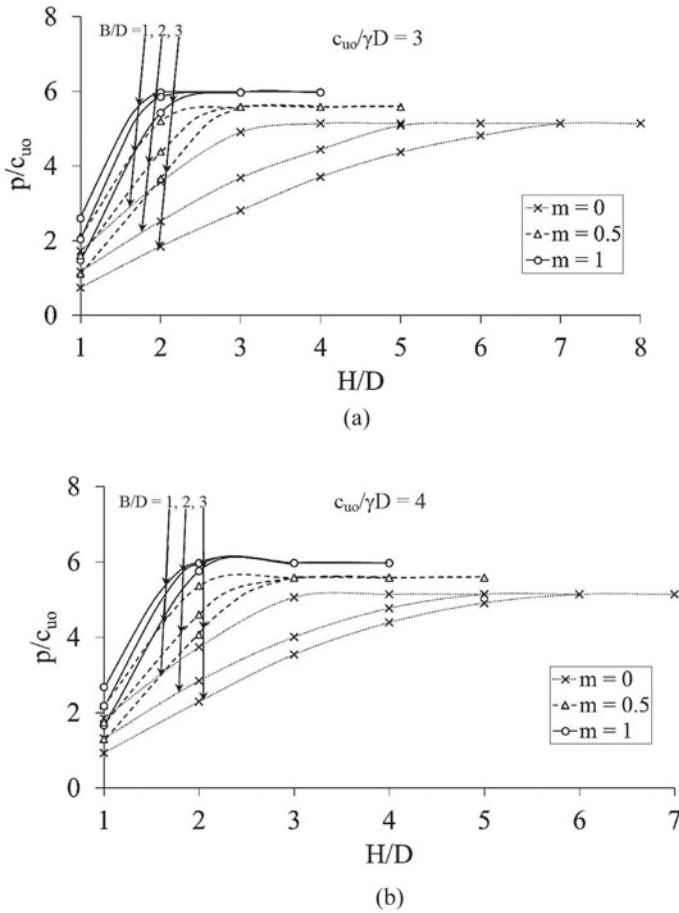 B/D =1, 2, 3
c_uo/γD = 3
8
6
4
2
0
p/c_uo
m = 0
m = 0.5
m = 1
1 2 3 4 5 6 7 8
H/D
(a)
B/D = 1, 2, 3
c_uo/γD = 4
8
6
4
2
0
p/c_uo
m = 0
m = 0.5
m = 1
1 2 3 4 5 6 7
H/D
(b)